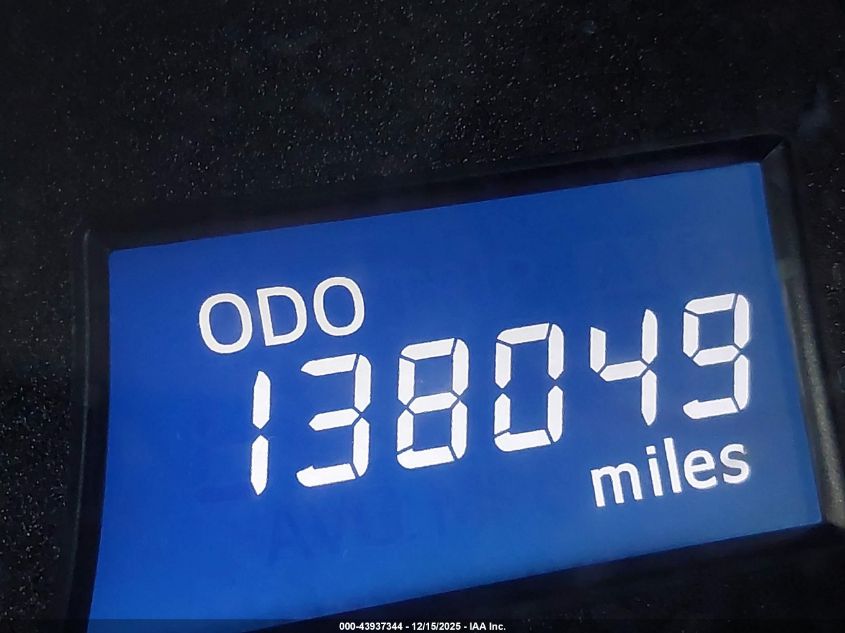 ODO
138049
miles
000-43937344 - 12/15/2025 - IAA Inc.